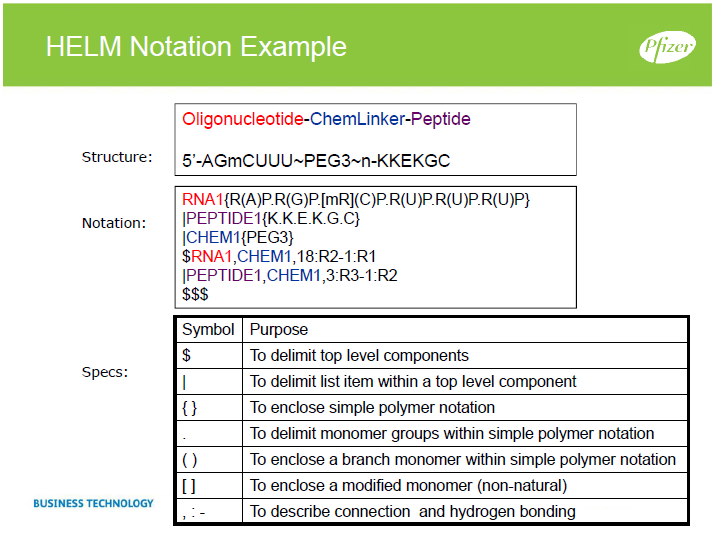 HELM Notation Example
Pfizer
Oligonucleotide-ChemLinker-Peptide
Structure:
5'-AGmCUUU~PEG3~n-KKEKGC
Notation:
RNA1{R(A)P.R(G)P.[mR](C)P.R(U)P.R(U)P.R(U)P}
|PEPTIDE1{K.K.E.K.G.C}
|CHEM1{PEG3}
$RNA1,CHEM1,18:R2-1:R1
|PEPTIDE1,CHEM1,3:R3-1:R2
$$$
Specs:
Symbol Purpose
$ To delimit top level components
| To delimit list item within a top level component
{ } To enclose simple polymer notation
. To delimit monomer groups within simple polymer notation
( ) To enclose a branch monomer within simple polymer notation
[ ] To enclose a modified monomer (non-natural)
, : - To describe connection and hydrogen bonding
BUSINESS TECHNOLOGY